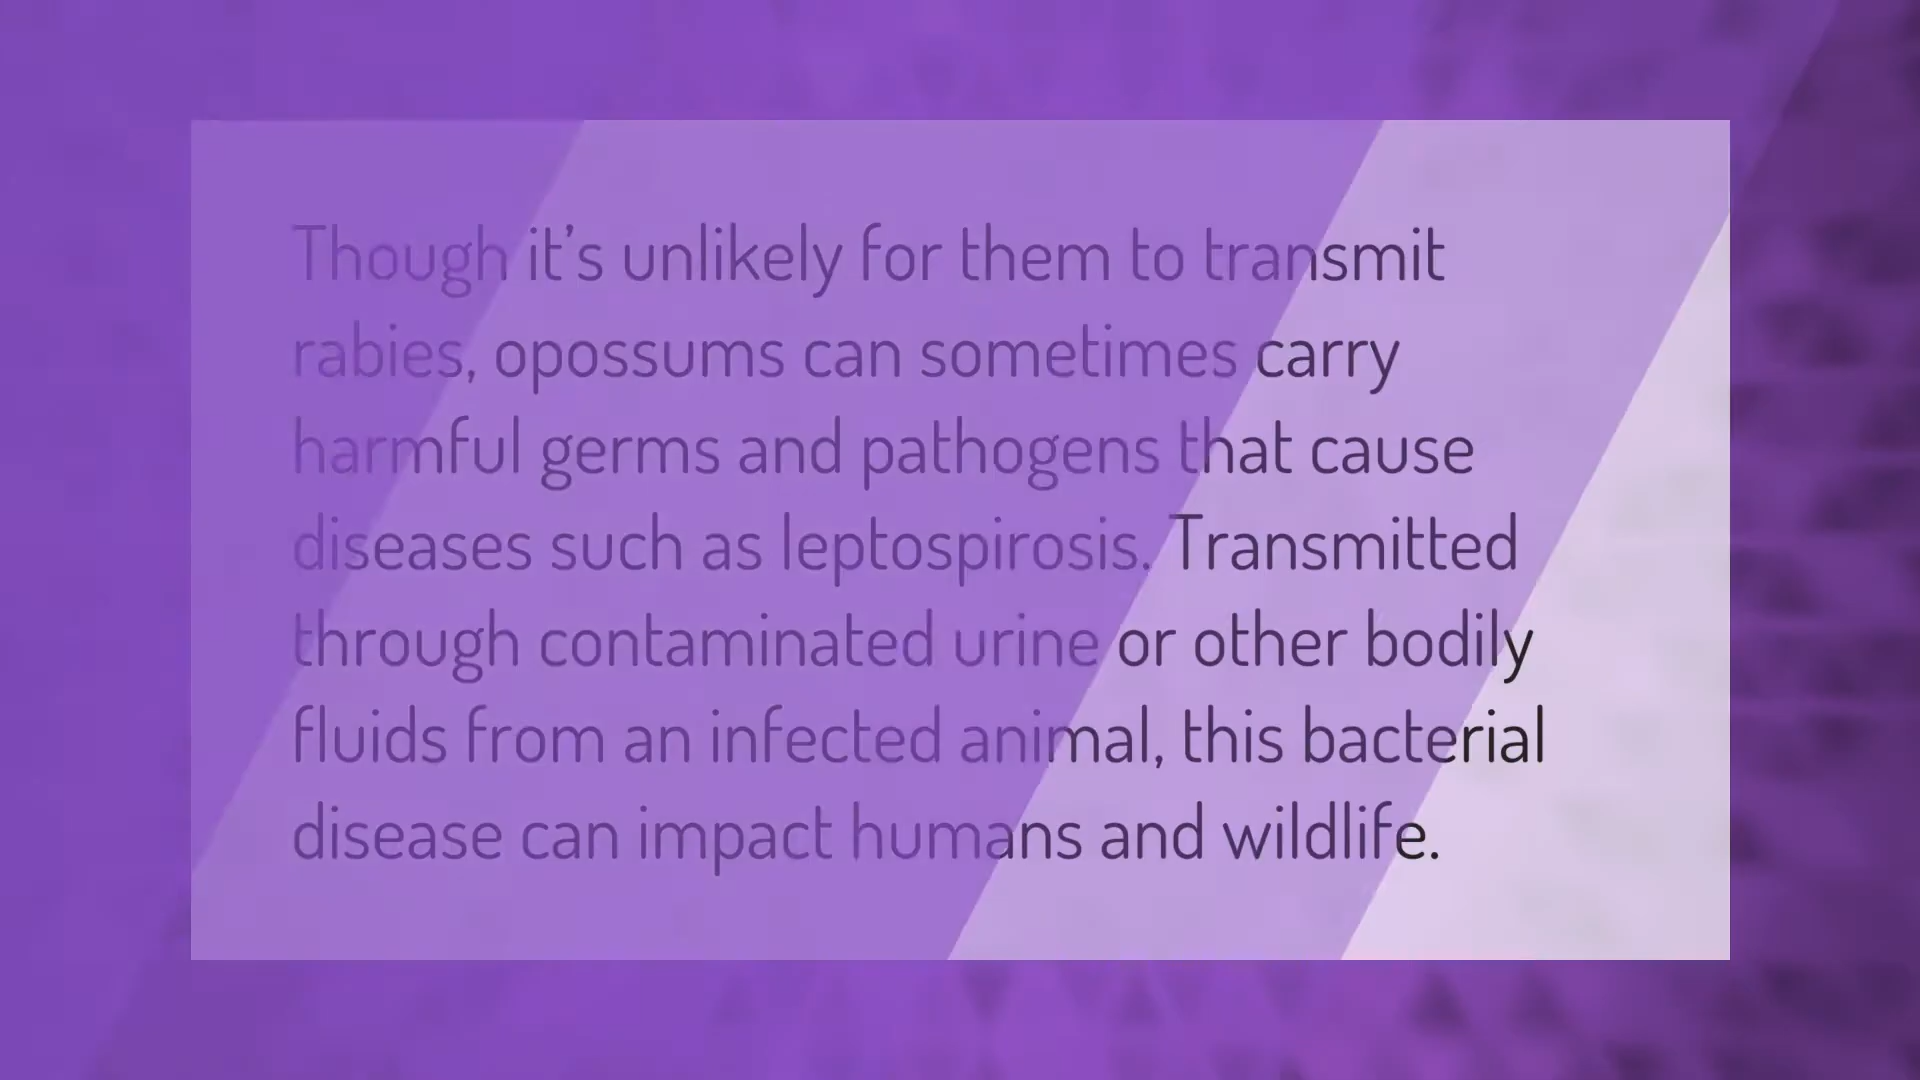 Though it’s unlikely for them to transmit
rabies, opossums can sometimes carry
harmful germs and pathogens that cause
diseases such as leptospirosis. Transmitted
through contaminated urine or other bodily
fluids from an infected animal, this bacterial
disease can impact humans and wildlife.